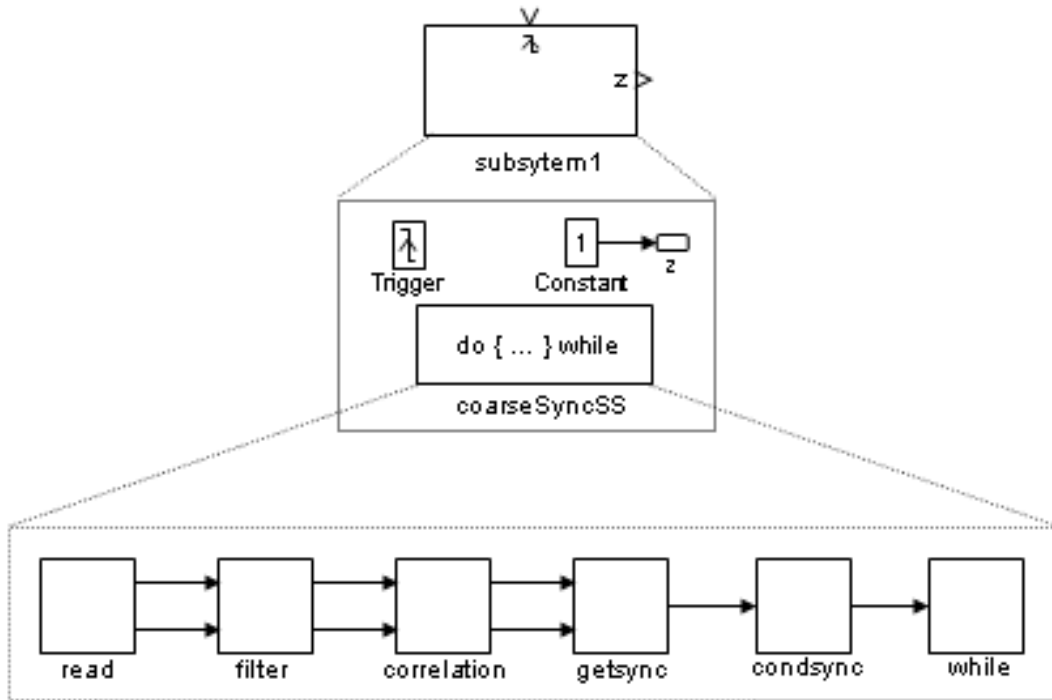 z
subsytem1
1
Trigger
Constant
z
do { ... } while
coarseSyncSS
read
filter
correlation
getsync
condsync
while